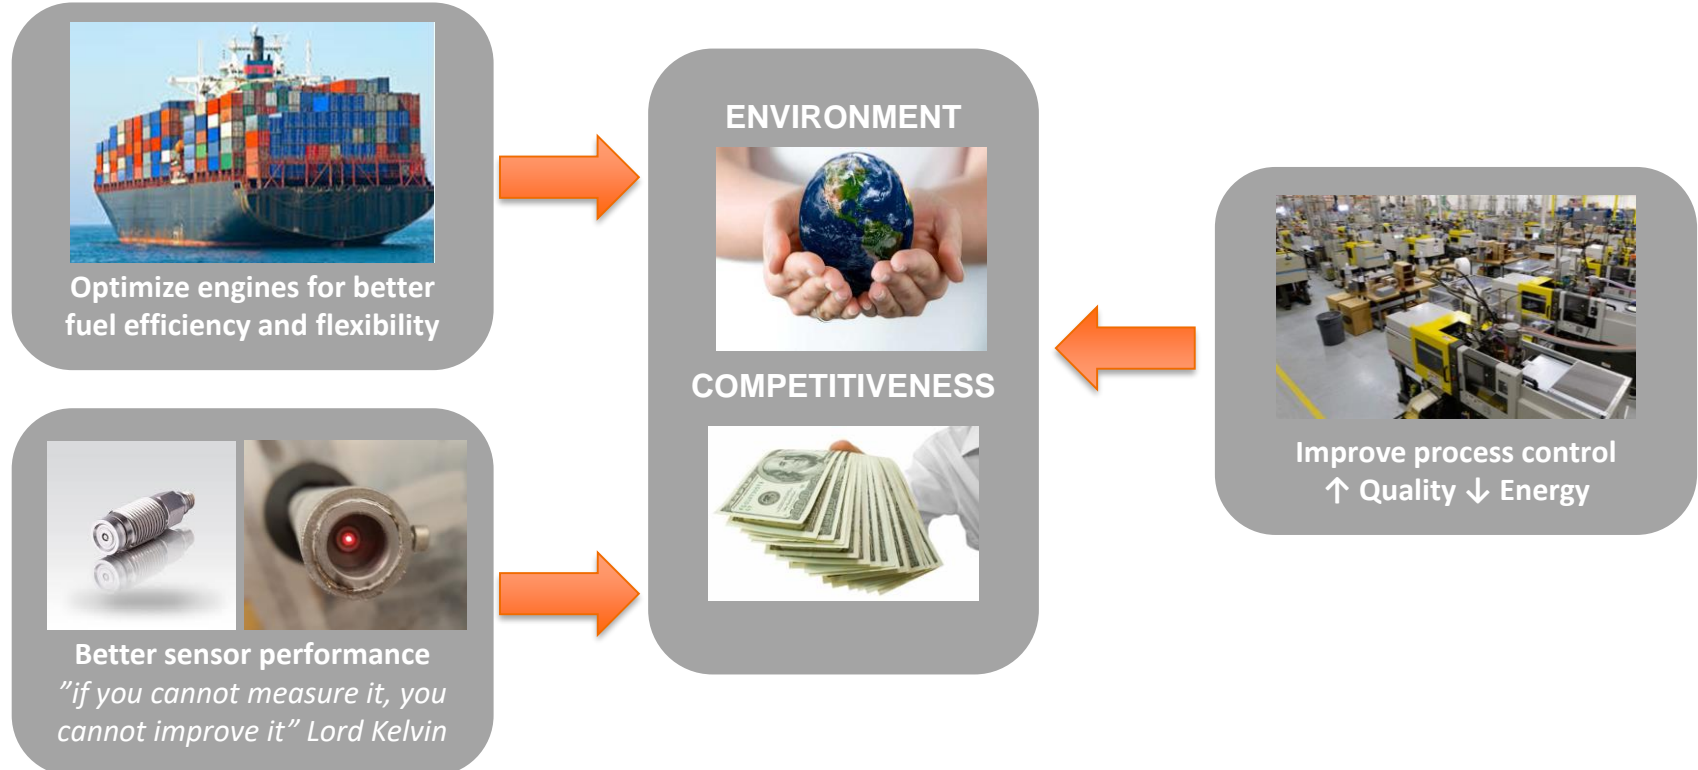 Optimize engines for better
fuel efficiency and flexibility
Better sensor performance
”if you cannot measure it, you
cannot improve it” Lord Kelvin
ENVIRONMENT
COMPETITIVENESS
Improve process control
↑ Quality ↓ Energy